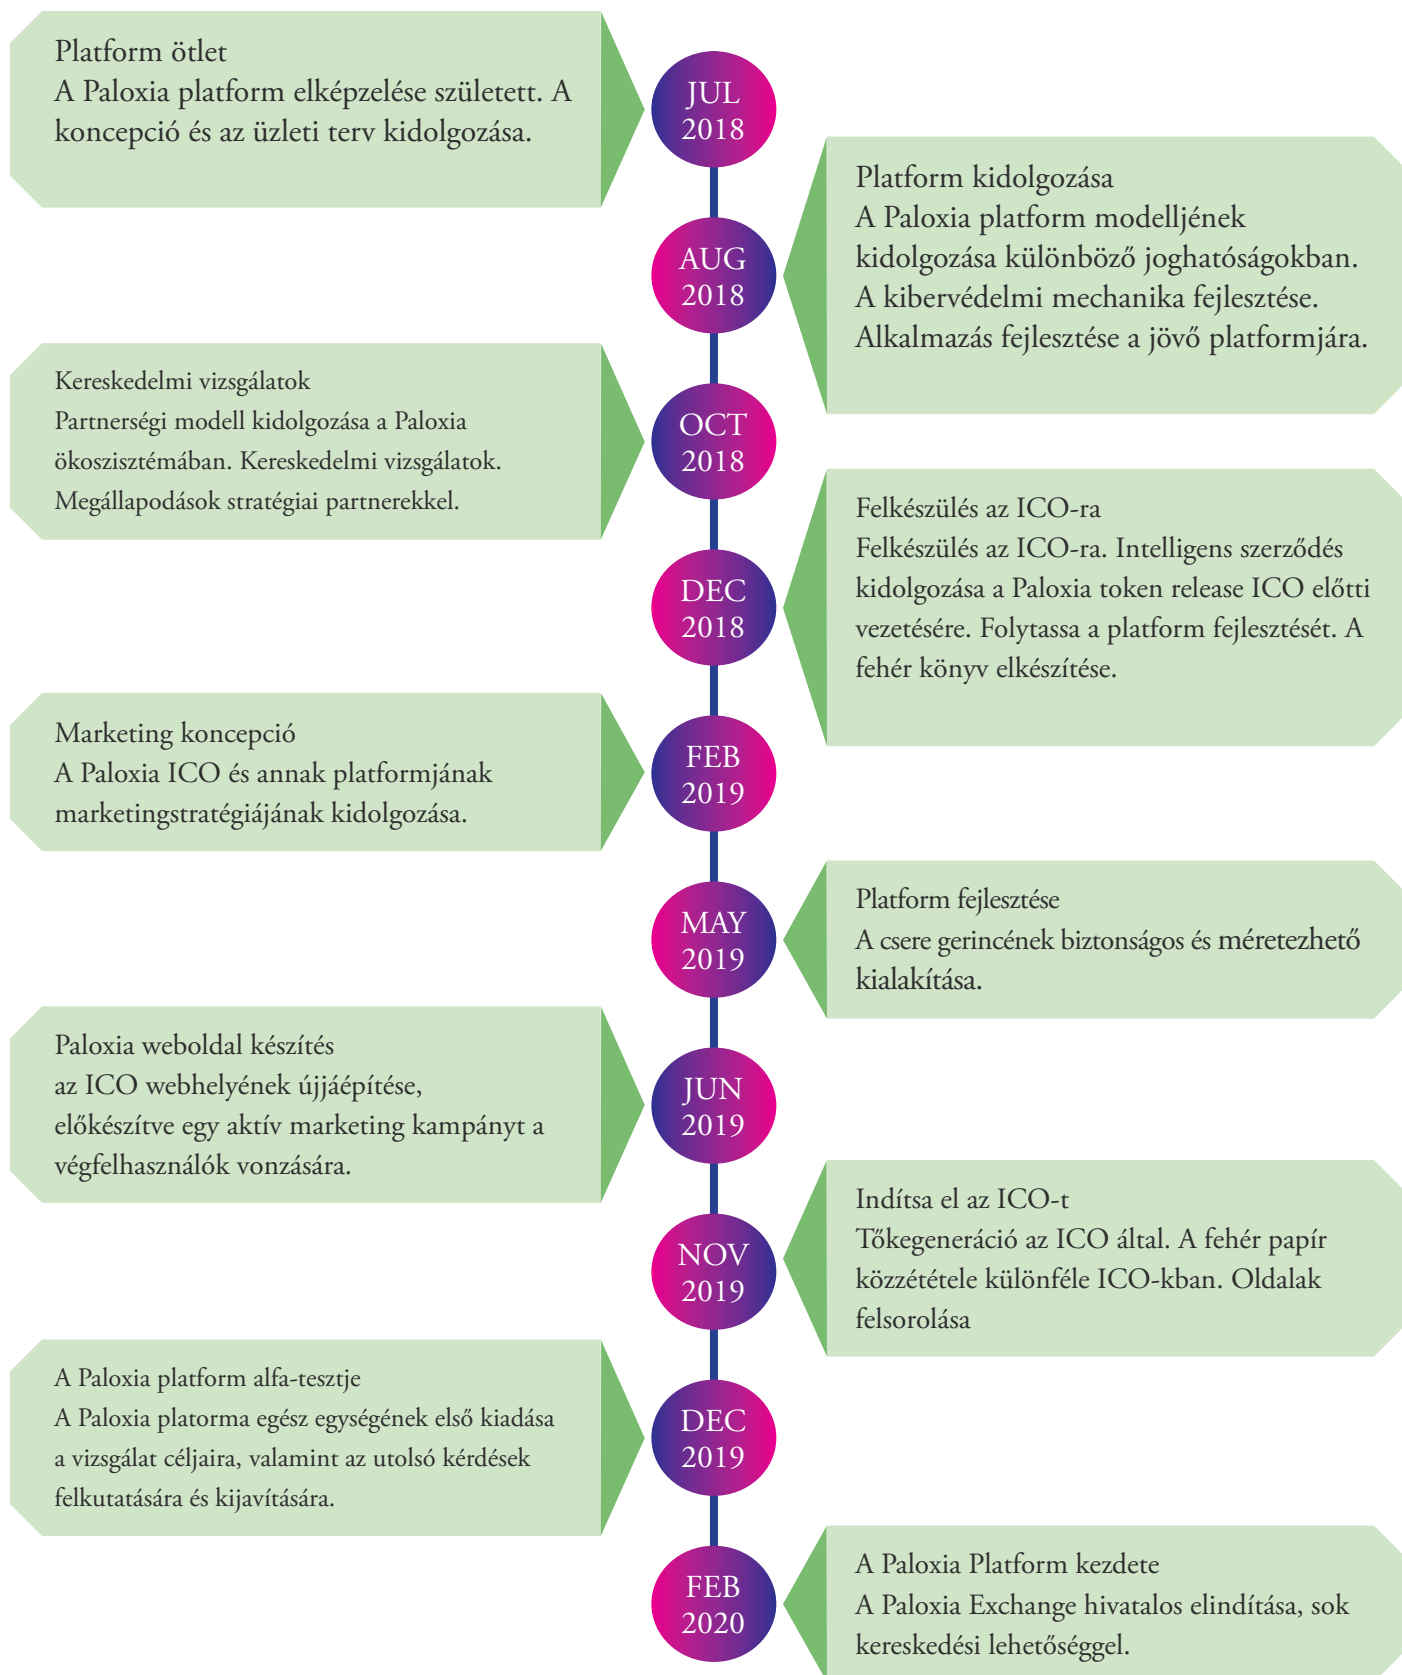 Platform ötlet
A Paloxia platform elképzelése született. A
koncepció és az üzleti terv kidolgozása.
JUL
2018
Platform kidolgozása
A Paloxia platform modelljének
kidolgozása különböző joghatóságokban.
A kibervédelmi mechanika fejlesztése.
Alkalmazás fejlesztése a jövő platformjára.
AUG
2018
Kereskedelmi vizsgálatok
Partnerségi modell kidolgozása a Paloxia
ökoszisztémában. Kereskedelmi vizsgálatok.
Megállapodások stratégiai partnerekkel.
OCT
2018
Felkészülés az ICO-ra
Felkészülés az ICO-ra. Intelligens szerződés
kidolgozása a Paloxia token release ICO előtti
vezetésére. Folytassa a platform fejlesztését. A
fehér könyv elkészítése.
DEC
2018
Marketing koncepció
A Paloxia ICO és annak platformjának
marketingstratégiájának kidolgozása.
FEB
2019
Platform fejlesztése
A csere gerincének biztonságos és méretezhető
kialakítása.
MAY
2019
Paloxia weboldal készítés
az ICO webhelyének újjáépítése,
előkészítve egy aktív marketing kampányt a
végfelhasználók vonzására.
JUN
2019
Indítsa el az ICO-t
Tőkegeneráció az ICO által. A fehér papír
közzététele különféle ICO-kban. Oldalak
felsorolása
NOV
2019
A Paloxia platform alfa-tesztje
A Paloxia platorma egész egységének első kiadása
a vizsgálat céljaira, valamint az utolsó kérdések
felkutatására és kijavítására.
DEC
2019
A Paloxia Platform kezdete
A Paloxia Exchange hivatalos elindítása, sok
kereskedési lehetőséggel.
FEB
2020